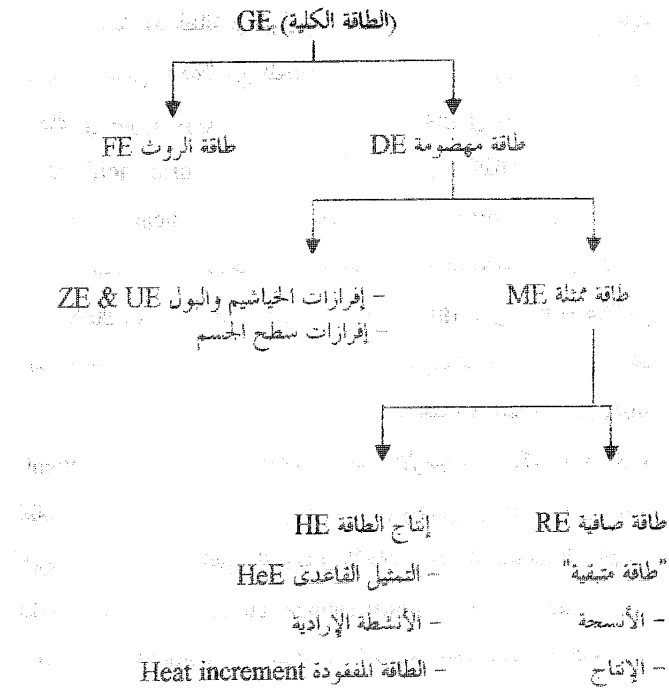 (الطاقة الكلية) GE
طاقة مهضومة DE
طاقة الروث FE
طاقة ممثلة ME
– إفرازات الخياشيم والبول ZE & UE
– إفرازات سطح الجسم
طاقة صافية RE
"طاقة متبقية"
– الأنسجة
– الإنتاج
إنتاج الطاقة HE
– التمثيل القاعدى HeE
– الأنشطة الإرادية
– الطاقة المفقودة Heat increment